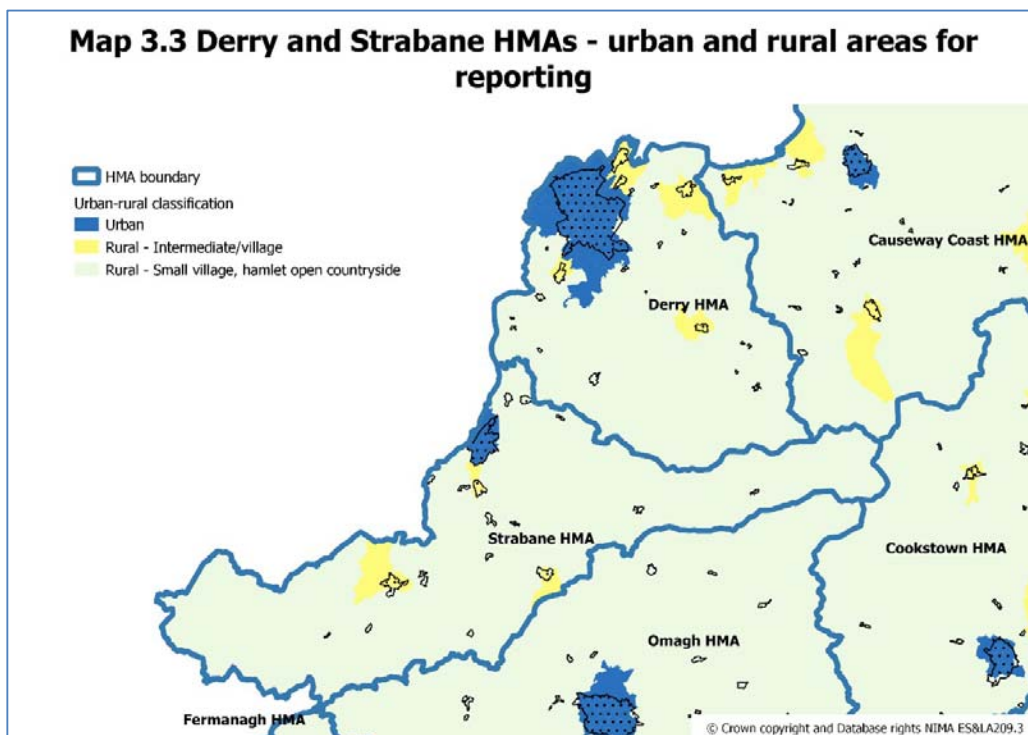 Map 3.3 Derry and Strabane HMAs - urban and rural areas for
reporting
HMA boundary
Urban-rural classification
Urban
Rural - Intermediate/village
Rural - Small village, hamlet open countryside
Causeway Coast HMA
Derry HMA
Strabane HMA
Cookstown HMA
Omagh HMA
Fermanagh HMA
© Crown copyright and Database rights NIMA ES&LA209.3